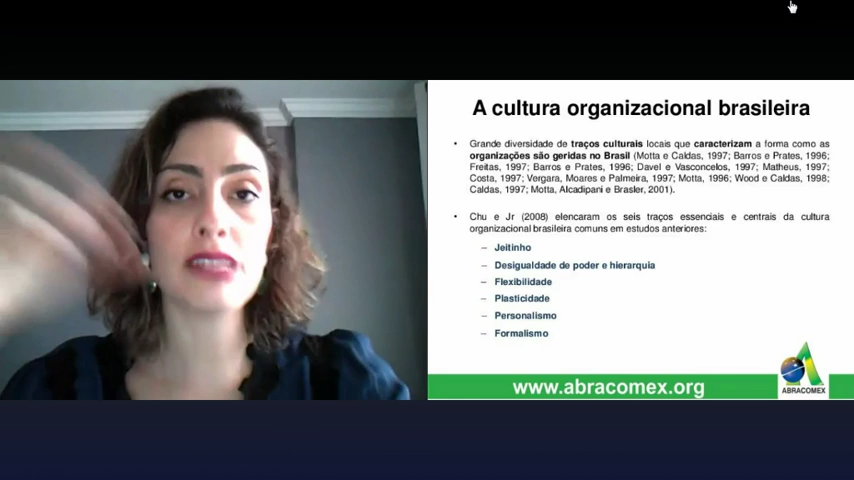 A cultura organizacional brasileira
• Grande diversidade de traços culturais locais que caracterizam a forma como as
organizações são geridas no Brasil (Motta e Caldas, 1997; Barros e Prates, 1996;
Freitas, 1997; Barros e Prates, 1996; Davel e Vasconcelos, 1997; Matheus, 1997;
Costa, 1997; Vergara, Moares e Palmeira, 1997; Motta, 1996; Wood e Caldas, 1998;
Caldas, 1997; Motta, Alcadipani e Brasler, 2001).
• Chu e Jr (2008) elencaram os seis traços essenciais e centrais da cultura
organizacional brasileira comuns em estudos anteriores:
– Jeitinho
– Desigualdade de poder e hierarquia
– Flexibilidade
– Plasticidade
– Personalismo
– Formalismo
www.abracomex.org
ABRACOMEX